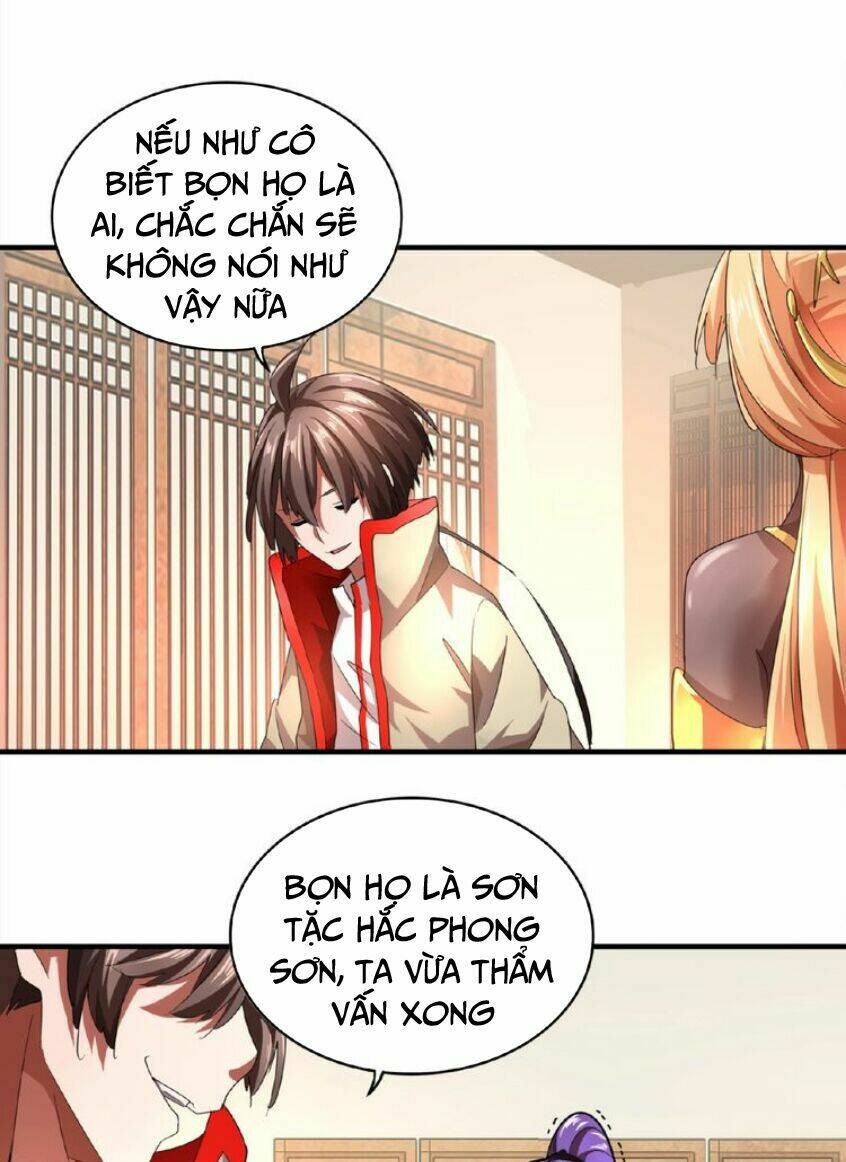 NẾU NHƯ CÔ
BIẾT BỌN HỌ LÀ
AI, CHẮC CHẮN SẼ
KHÔNG NÓI NHƯ
VẬY NỮA
BỌN HỌ LÀ SƠN
TẶC HẮC PHONG
SƠN, TA VỪA THẨM
VẤN XONG